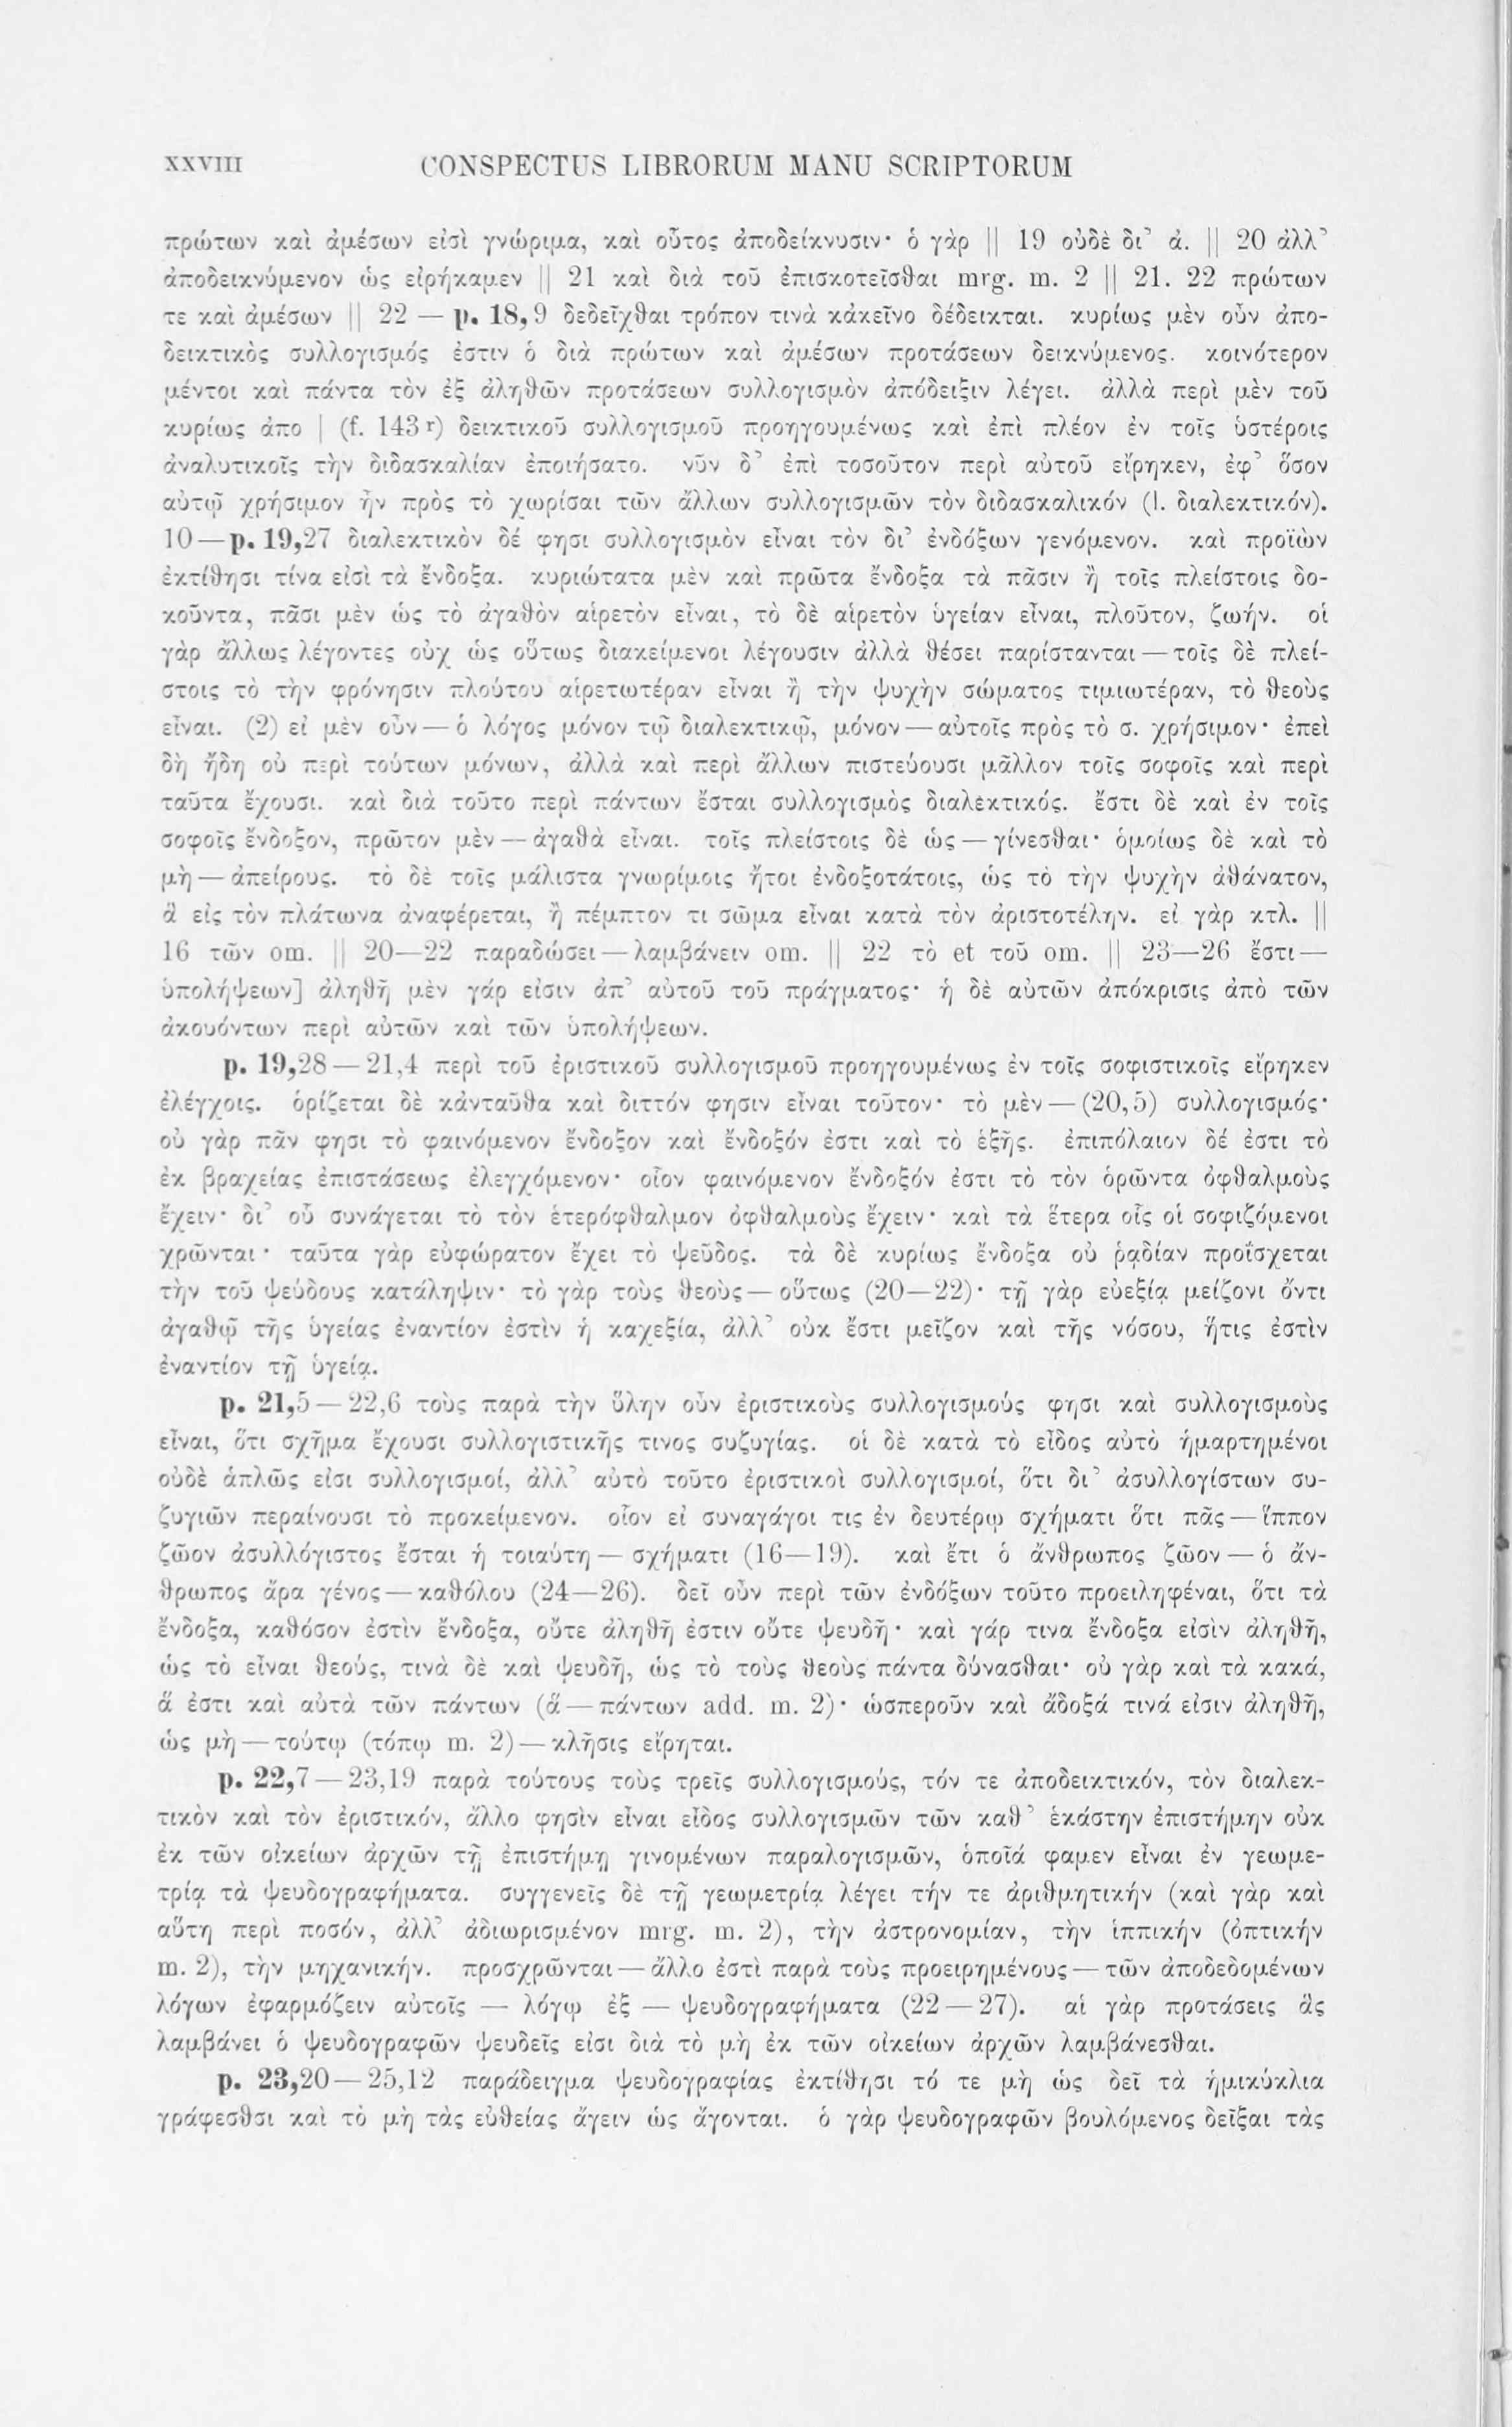 XXVIII CONSPECTUS LIBRORUM MANU SCRIPTORUM
πρώτων καὶ ἀμέσων εἰσὶ γνώριμα, καὶ οὗτος ἀποδείκνυσιν· ὁ γὰρ || 19 οὐδὲ δι’ ἀ. || 20 ἀλλ’
ἀποδεικνύμενον ὡς εἰρήκαμεν || 21 καὶ διὰ τοῦ ἐπισκοτεῖσθαι mrg. m. 2 || 21. 22 πρώτων
τε καὶ ἀμέσων || 22 — p. 18,9 δεδεῖχθαι τρόπον τινὰ κἀκεῖνο δέδεικται. κυρίως μὲν οὖν ἀπο-
δεικτικὸς συλλογισμός ἐστιν ὁ διὰ πρώτων καὶ ἀμέσων προτάσεων δεικνύμενος. κοινότερον
μέντοι καὶ πάντα τὸν ἐξ ἀληθῶν προτάσεων συλλογισμὸν ἀπόδειξιν λέγει. ἀλλὰ περὶ μὲν τοῦ
κυρίως ἀπο | (f. 143 r) δεικτικοῦ συλλογισμοῦ προηγουμένως καὶ ἐπὶ πλέον ἐν τοῖς ὑστέροις
ἀναλυτικοῖς τὴν διδασκαλίαν ἐποιήσατο. νῦν δ’ ἐπὶ τοσοῦτον περὶ αὐτοῦ εἴρηκεν, ἐφ’ ὅσον
αὐτῷ χρήσιμον ἦν πρὸς τὸ χωρίσαι τῶν ἄλλων συλλογισμῶν τὸν διδασκαλικόν (l. διαλεκτικόν).
10 — p. 19,27 διαλεκτικὸν δέ φησι συλλογισμὸν εἶναι τὸν δι’ ἐνδόξων γενόμενον. καὶ προϊὼν
ἐκτίθησι τίνα εἰσὶ τὰ ἔνδοξα. κυριώτατα μὲν καὶ πρῶτα ἔνδοξα τὰ πᾶσιν ἢ τοῖς πλείστοις δο-
κοῦντα, πᾶσι μὲν ὡς τὸ ἀγαθὸν αἱρετὸν εἶναι, τὸ δὲ αἱρετὸν ὑγείαν εἶναι, πλοῦτον, ζωήν. οἱ
γὰρ ἄλλως λέγοντες οὐχ ὡς οὕτως διακείμενοι λέγουσιν ἀλλὰ θέσει παρίστανται — τοῖς δὲ πλεί-
στοις τὸ τὴν φρόνησιν πλούτου αἱρετωτέραν εἶναι ἢ τὴν ψυχὴν σώματος τιμιωτέραν, τὸ θεοὺς
εἶναι. (2) εἰ μὲν οὖν — ὁ λόγος μόνον τῷ διαλεκτικῷ, μόνον — αὐτοῖς πρὸς τὸ σ. χρήσιμον· ἐπεὶ
δὴ ἤδη οὐ περὶ τούτων μόνων, ἀλλὰ καὶ περὶ ἄλλων πιστεύουσι μᾶλλον τοῖς σοφοῖς καὶ περὶ
ταῦτα ἔχουσι. καὶ διὰ τοῦτο περὶ πάντων ἔσται συλλογισμὸς διαλεκτικός. ἔστι δὲ καὶ ἐν τοῖς
σοφοῖς ἔνδοξον, πρῶτον μὲν — ἀγαθὰ εἶναι. τοῖς πλείστοις δὲ ὡς — γίνεσθαι· ὁμοίως δὲ καὶ τὸ
μὴ — ἀπείρους. τὸ δὲ τοῖς μάλιστα γνωρίμοις ἤτοι ἐνδοξοτάτοις, ὡς τὸ τὴν ψυχὴν ἀθάνατον,
ἃ εἰς τὸν πλάτωνα ἀναφέρεται, ἢ πέμπτον τι σῶμα εἶναι κατὰ τὸν ἀριστοτέλην. εἰ γὰρ κτλ. ||
16 τῶν om. || 20—22 παραδώσει — λαμβάνειν om. || 22 τὸ et τοῦ om. || 23—26 ἔστι —
ὑπολήψεων] ἀληθῆ μὲν γάρ εἰσιν ἀπ’ αὐτοῦ τοῦ πράγματος· ἡ δὲ αὐτῶν ἀπόκρισις ἀπὸ τῶν
ἀκουόντων περὶ αὐτῶν καὶ τῶν ὑπολήψεων.
p. 19,28 — 21,4 περὶ τοῦ ἐριστικοῦ συλλογισμοῦ προηγουμένως ἐν τοῖς σοφιστικοῖς εἴρηκεν
ἐλέγχοις. ὁρίζεται δὲ κἀνταῦθα καὶ διττόν φησιν εἶναι τοῦτον· τὸ μὲν — (20,5) συλλογισμός·
οὐ γὰρ πᾶν φησι τὸ φαινόμενον ἔνδοξον καὶ ἔνδοξόν ἐστι καὶ τὸ ἑξῆς. ἐπιπόλαιον δέ ἐστι τὸ
ἐκ βραχείας ἐπιστάσεως ἐλεγχόμενον· οἷον φαινόμενον ἔνδοξόν ἐστι τὸ τὸν ὁρῶντα ὀφθαλμοὺς
ἔχειν· δι’ οὗ συνάγεται τὸ τὸν ἑτερόφθαλμον ὀφθαλμοὺς ἔχειν· καὶ τὰ ἕτερα οἷς οἱ σοφιζόμενοι
χρῶνται· ταῦτα γὰρ εὐφώρατον ἔχει τὸ ψεῦδος. τὰ δὲ κυρίως ἔνδοξα οὐ ῥᾳδίαν προΐσχεται
τὴν τοῦ ψεύδους κατάληψιν· τὸ γὰρ τοὺς θεοὺς — οὕτως (20—22)· τῇ γὰρ εὐεξίᾳ μείζονι ὄντι
ἀγαθῷ τῆς ὑγείας ἐναντίον ἐστὶν ἡ καχεξία, ἀλλ’ οὐκ ἔστι μεῖζον καὶ τῆς νόσου, ἥτις ἐστὶν
ἐναντίον τῇ ὑγείᾳ.
p. 21,5 — 22,6 τοὺς παρὰ τὴν ὕλην οὖν ἐριστικοὺς συλλογισμούς φησι καὶ συλλογισμοὺς
εἶναι, ὅτι σχῆμα ἔχουσι συλλογιστικῆς τινος συζυγίας. οἱ δὲ κατὰ τὸ εἶδος αὐτὸ ἡμαρτημένοι
οὐδὲ ἁπλῶς εἰσι συλλογισμοί, ἀλλ’ αὐτὸ τοῦτο ἐριστικοὶ συλλογισμοί, ὅτι δι’ ἀσυλλογίστων συ-
ζυγιῶν περαίνουσι τὸ προκείμενον. οἷον εἰ συναγάγοι τις ἐν δευτέρῳ σχήματι ὅτι πᾶς — ἵππον
ζῶον ἀσυλλόγιστος ἔσται ἡ τοιαύτη — σχήματι (16—19). καὶ ἔτι ὁ ἄνθρωπος ζῶον — ὁ ἄν-
θρωπος ἄρα γένος — καθόλου (24—26). δεῖ οὖν περὶ τῶν ἐνδόξων τοῦτο προειληφέναι, ὅτι τὰ
ἔνδοξα, καθόσον ἐστὶν ἔνδοξα, οὔτε ἀληθῆ ἐστιν οὔτε ψευδῆ· καὶ γάρ τινα ἔνδοξα εἰσὶν ἀληθῆ,
ὡς τὸ εἶναι θεούς, τινὰ δὲ καὶ ψευδῆ, ὡς τὸ τοὺς θεοὺς πάντα δύνασθαι· οὐ γὰρ καὶ τὰ κακά,
ἅ ἐστι καὶ αὐτὰ τῶν πάντων (ἅ — πάντων add. m. 2)· ὡσπεροῦν καὶ ἄδοξά τινά εἰσιν ἀληθῆ,
ὡς μὴ — τούτῳ (τόπῳ m. 2) — κλῆσις εἴρηται.
p. 22,7 — 23,19 παρὰ τούτους τοὺς τρεῖς συλλογισμούς, τόν τε ἀποδεικτικόν, τὸν διαλεκ-
τικὸν καὶ τὸν ἐριστικόν, ἄλλο φησὶν εἶναι εἶδος συλλογισμῶν τῶν καθ’ ἑκάστην ἐπιστήμην οὐκ
ἐκ τῶν οἰκείων ἀρχῶν τῇ ἐπιστήμῃ γινομένων παραλογισμῶν, ὁποῖά φαμεν εἶναι ἐν γεωμε-
τρίᾳ τὰ ψευδογραφήματα. συγγενεῖς δὲ τῇ γεωμετρίᾳ λέγει τήν τε ἀριθμητικήν (καὶ γὰρ καὶ
αὕτη περὶ ποσόν, ἀλλ’ ἀδιωρισμένον mrg. m. 2), τὴν ἀστρονομίαν, τὴν ἱππικήν (ὀπτικήν
m. 2), τὴν μηχανικήν. προσχρῶνται — ἄλλο ἐστὶ παρὰ τοὺς προειρημένους — τῶν ἀποδεδομένων
λόγων ἐφαρμόζειν αὐτοῖς — λόγῳ ἐξ — ψευδογραφήματα (22 — 27). αἱ γὰρ προτάσεις ἃς
λαμβάνει ὁ ψευδογραφῶν ψευδεῖς εἰσι διὰ τὸ μὴ ἐκ τῶν οἰκείων ἀρχῶν λαμβάνεσθαι.
p. 23,20 — 25,12 παράδειγμα ψευδογραφίας ἐκτίθησι τό τε μὴ ὡς δεῖ τὰ ἡμικύκλια
γράφεσθσι καὶ τὸ μὴ τὰς εὐθείας ἄγειν ὡς ἄγονται. ὁ γὰρ ψευδογραφῶν βουλόμενος δεῖξαι τὰς